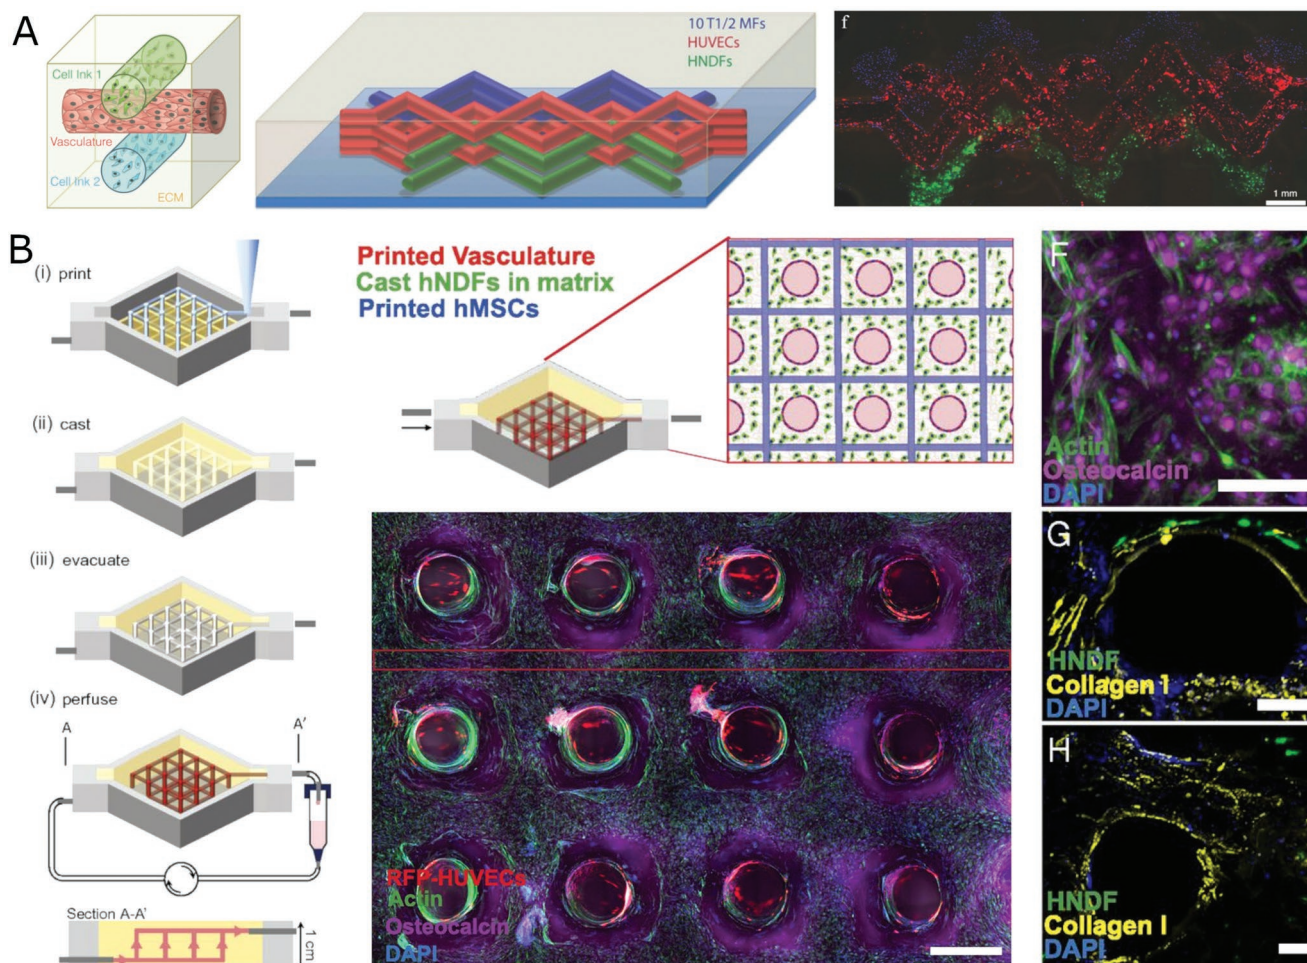 A
Cell Ink 1
Vasculature
Cell Ink 2
ECM
10 T1/2 MFs
HUVECs
HNDFs
f
1 mm
B
(i) print
(ii) cast
(iii) evacuate
(iv) perfuse
A
A'
Section A-A'
1 cm
Printed Vasculature
Cast hNDFs in matrix
Printed hMSCs
RFP-HUVECs
Actin
Osteocalcin
DAPI
F
Actin
Osteocalcin
DAPI
G
HNDF
Collagen I
DAPI
H
HNDF
Collagen I
DAPI